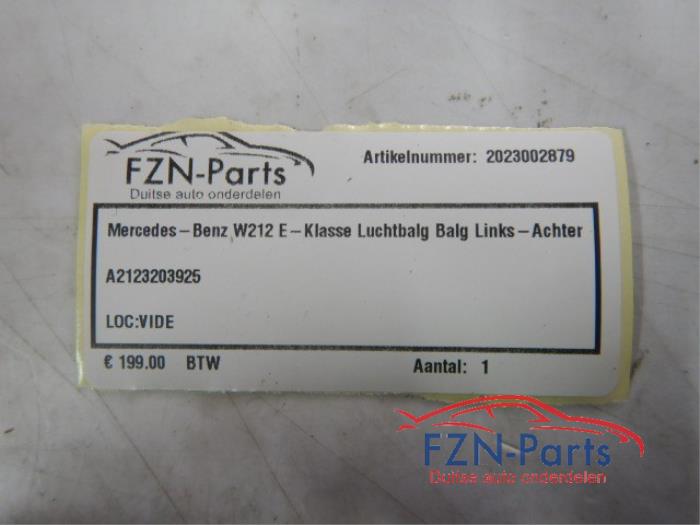 FZN-Parts
Duitse auto onderdelen
Artikelnummer: 2023002879
Mercedes-Benz W212 E-Klasse Luchtbalg Balg Links-Achter
A2123203925
LOC:VIDE
€ 199.00 BTW
Aantal: 1
FZN-Parts
Duitse auto onderdelen